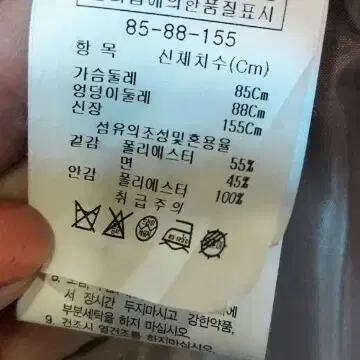 의한품질표시
85-88-155
항 목 신체치수(Cm)
가슴둘레 85Cm
엉덩이둘레 88Cm
신장 155Cm
섬유의조성및혼용율
겉감 폴리에스터 55%
면 45%
안감 폴리에스터 100%
취급주의
서 장시간 두지마시고 강한약품,
부분세탁을 하지 마십시오.
9. 건조시 열건조를 하지 마십시오.